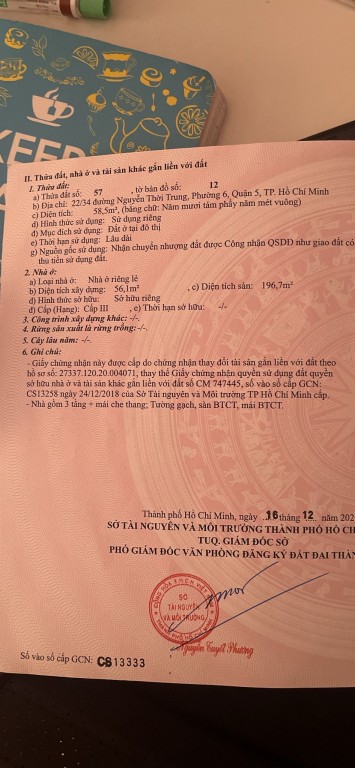 KEEP
II. Thửa đất, nhà ở và tài sản khác gắn liền với đất
1. Thửa đất:
a) Thửa đất số: 57 , tờ bản đồ số: 12
b) Địa chỉ: 22/34 đường Nguyễn Thời Trung, Phường 6, Quận 5, TP. Hồ Chí Minh
c) Diện tích: 58,5m², (bằng chữ: Năm mươi tám phẩy năm mét vuông)
d) Hình thức sử dụng: Sử dụng riêng
đ) Mục đích sử dụng: Đất ở tại đô thị
e) Thời hạn sử dụng: Lâu dài
g) Nguồn gốc sử dụng: Nhận chuyển nhượng đất được Công nhận QSDĐ như giao đất có
thu tiền sử dụng đất.
2. Nhà ở:
a) Loại nhà ở: Nhà ở riêng lẻ
b) Diện tích xây dựng: 56,1m² , c) Diện tích sàn: 196,7m²
d) Hình thức sở hữu: Sở hữu riêng
đ) Cấp (Hạng): Cấp III , e) Thời hạn sở hữu: -/-
3. Công trình xây dựng khác: -/-.
4. Rừng sản xuất là rừng trồng: -/-.
5. Cây lâu năm: -/-.
6. Ghi chú:
- Giấy chứng nhận này được cấp do chứng nhận thay đổi tài sản gắn liền với đất theo
hồ sơ số: 27337.120.20.004071, thay thế Giấy chứng nhận quyền sử dụng đất quyền
sở hữu nhà ở và tài sản khác gắn liền với đất số CM 747445, số vào sổ cấp GCN:
CS13258 ngày 24/12/2018 của Sở Tài nguyên và Môi trường TP Hồ Chí Minh cấp.
- Nhà gồm 3 tầng + mái che thang; Tường gạch, sàn BTCT, mái BTCT.
Thành phố Hồ Chí Minh, ngày ..16 tháng 12.. năm 202
SỞ TÀI NGUYÊN VÀ MÔI TRƯỜNG THÀNH PHỐ HỒ CH
TUQ. GIÁM ĐỐC SỞ
PHÓ GIÁM ĐỐC VĂN PHÒNG ĐĂNG KÝ ĐẤT ĐAI THÀN
SỞ
TÀI NGUYÊN
VÀ MÔI TRƯỜNG
Nguyễn Tuyết Phương
Số vào sổ cấp GCN: CS13333